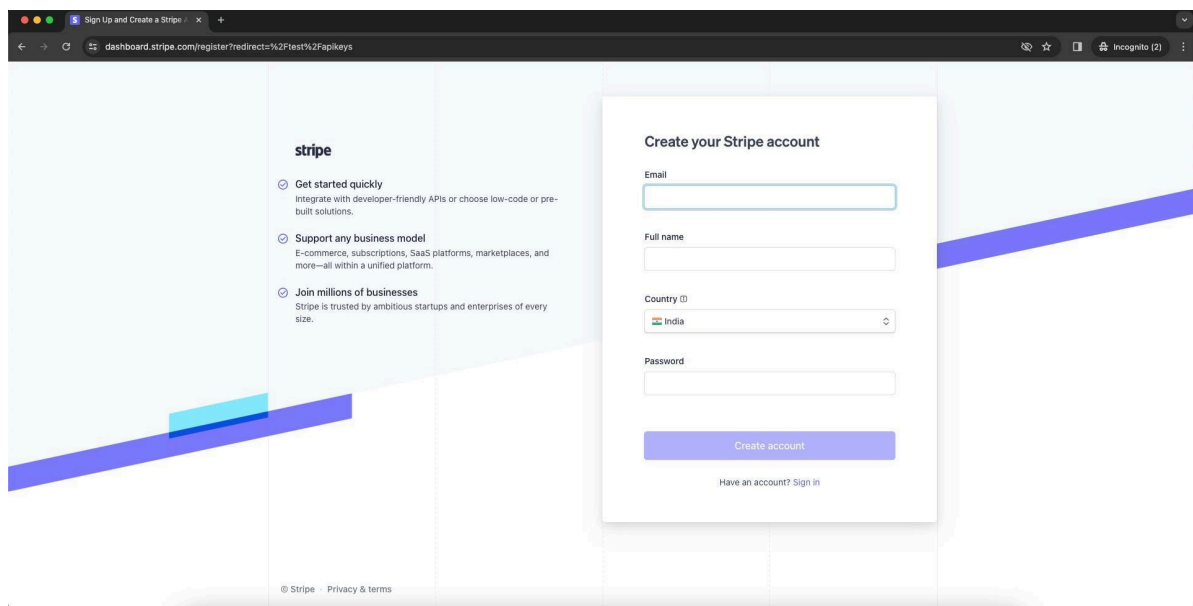 Sign Up and Create a Stripe A
dashboard.stripe.com/register?redirect=%2Ftest%2Fapikeys
Incognito (2)
stripe
Get started quickly
Integrate with developer-friendly APIs or choose low-code or pre-
built solutions.
Support any business model
E-commerce, subscriptions, SaaS platforms, marketplaces, and
more—all within a unified platform.
Join millions of businesses
Stripe is trusted by ambitious startups and enterprises of every
size.
© Stripe · Privacy & terms
Create your Stripe account
Email
Full name
Country
India
Password
Create account
Have an account? Sign in